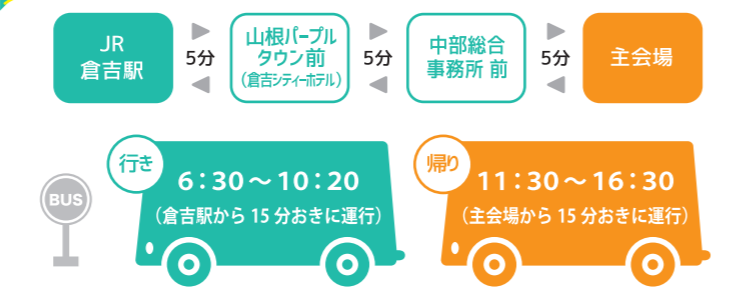 JR
倉吉駅
5分
山根パープル
タウン前
（倉吉シティーホテル）
5分
中部総合
事務所 前
5分
主会場
行き
6：30～10：20
（倉吉駅から 15 分おきに運行）
帰り
11：30～16：30
（主会場から 15 分おきに運行）
BUS